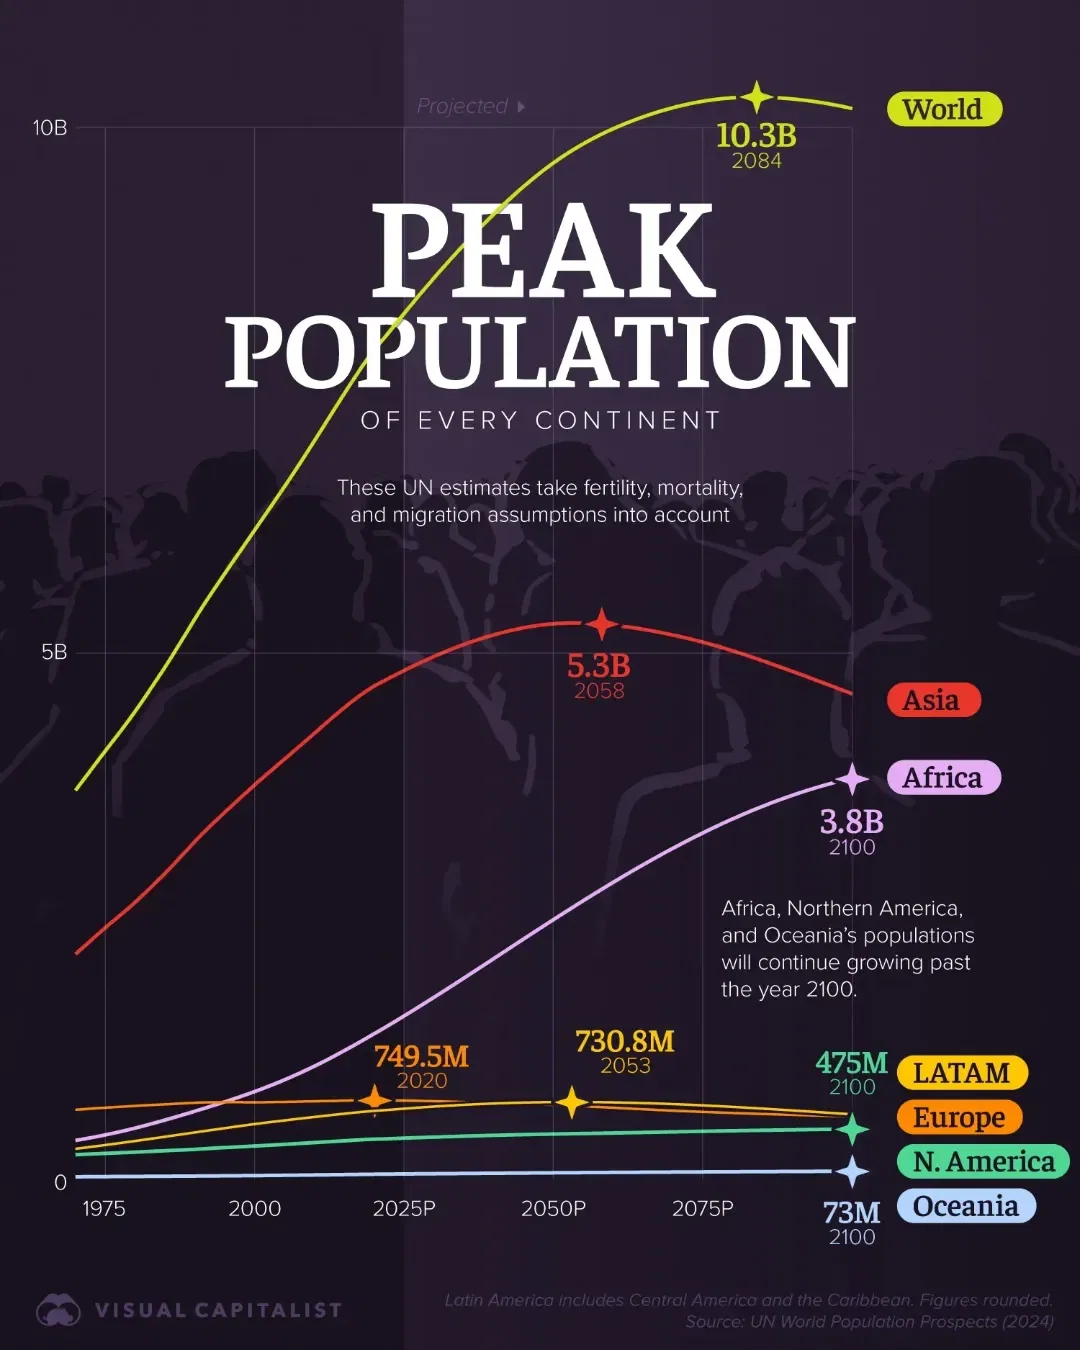 Projected
World
10B
10.3B
2084
PEAK
POPULATION
OF EVERY CONTINENT
These UN estimates take fertility, mortality,
and migration assumptions into account
5B
5.3B
2058
Asia
Africa
3.8B
2100
Africa, Northern America,
and Oceania’s populations
will continue growing past
the year 2100.
749.5M
2020
730.8M
2053
475M
2100
LATAM
Europe
N. America
Oceania
0
1975
2000
2025P
2050P
2075P
73M
2100
VISUAL CAPITALIST
Latin America includes Central America and the Caribbean. Figures rounded.
Source: UN World Population Prospects (2024)